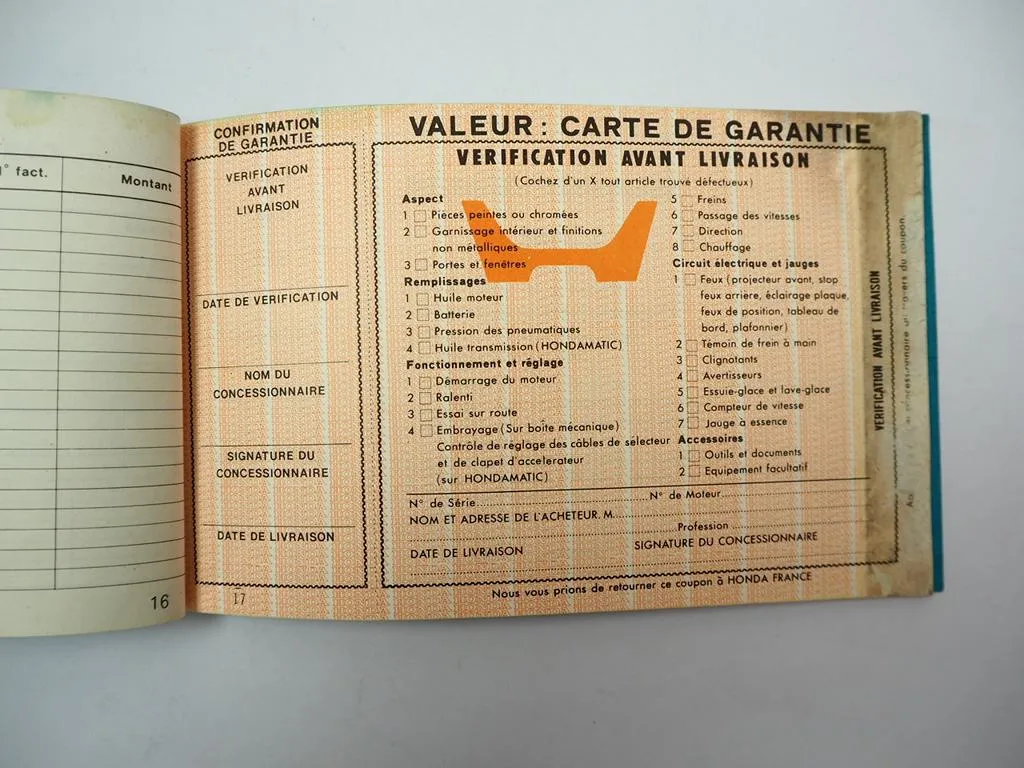 ° fact.
Montant
16
CONFIRMATION
DE GARANTIE
VERIFICATION
AVANT
LIVRAISON
DATE DE VERIFICATION
NOM DU
CONCESSIONNAIRE
SIGNATURE DU
CONCESSIONNAIRE
DATE DE LIVRAISON
17
VALEUR : CARTE DE GARANTIE
VERIFICATION AVANT LIVRAISON
(Cochez d'un X tout article trouvé défectueux)
Aspect
1 Pièces peintes ou chromées
2 Garnissage intérieur et finitions
non métalliques
3 Portes et fenêtres
Remplissages
1 Huile moteur
2 Batterie
3 Pression des pneumatiques
4 Huile transmission (HONDAMATIC)
Fonctionnement et réglage
1 Démarrage du moteur
2 Ralenti
3 Essai sur route
4 Embrayage (Sur boite mécanique)
Contrôle de réglage des câbles de sélecteur
et de clapet d'accelerateur
(sur HONDAMATIC)
5 Freins
6 Passage des vitesses
7 Direction
8 Chauffage
Circuit électrique et jauges
1 Feux (projecteur avant, stop
feux arriere, éclairage plaque,
feux de position, tableau de
bord, plafonnier)
2 Témoin de frein à main
3 Clignotants
4 Avertisseurs
5 Essuie-glace et lave-glace
6 Compteur de vitesse
7 Jauge à essence
Accessoires
1 Outils et documents
2 Equipement facultatif
N° de Série
N° de Moteur
NOM ET ADRESSE DE L'ACHETEUR. M.
Profession
DATE DE LIVRAISON
SIGNATURE DU CONCESSIONNAIRE
Nous vous prions de retourner ce coupon à HONDA FRANCE
VERIFICATION AVANT LIVRAISON
du coupon.